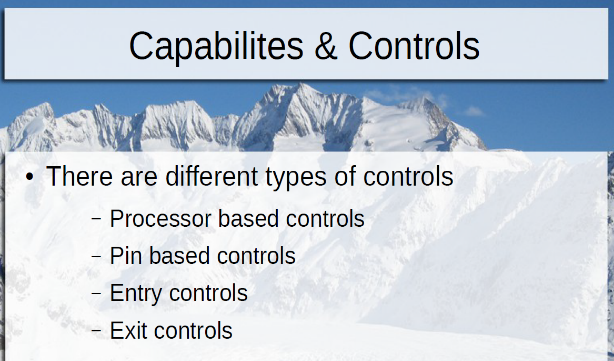 Capabilites & Controls
• There are different types of controls
– Processor based controls
– Pin based controls
– Entry controls
– Exit controls